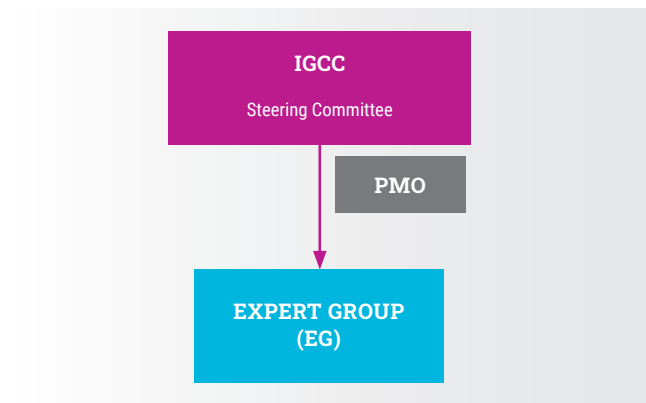 IGCC
Steering Committee
PMO
EXPERT GROUP
(EG)